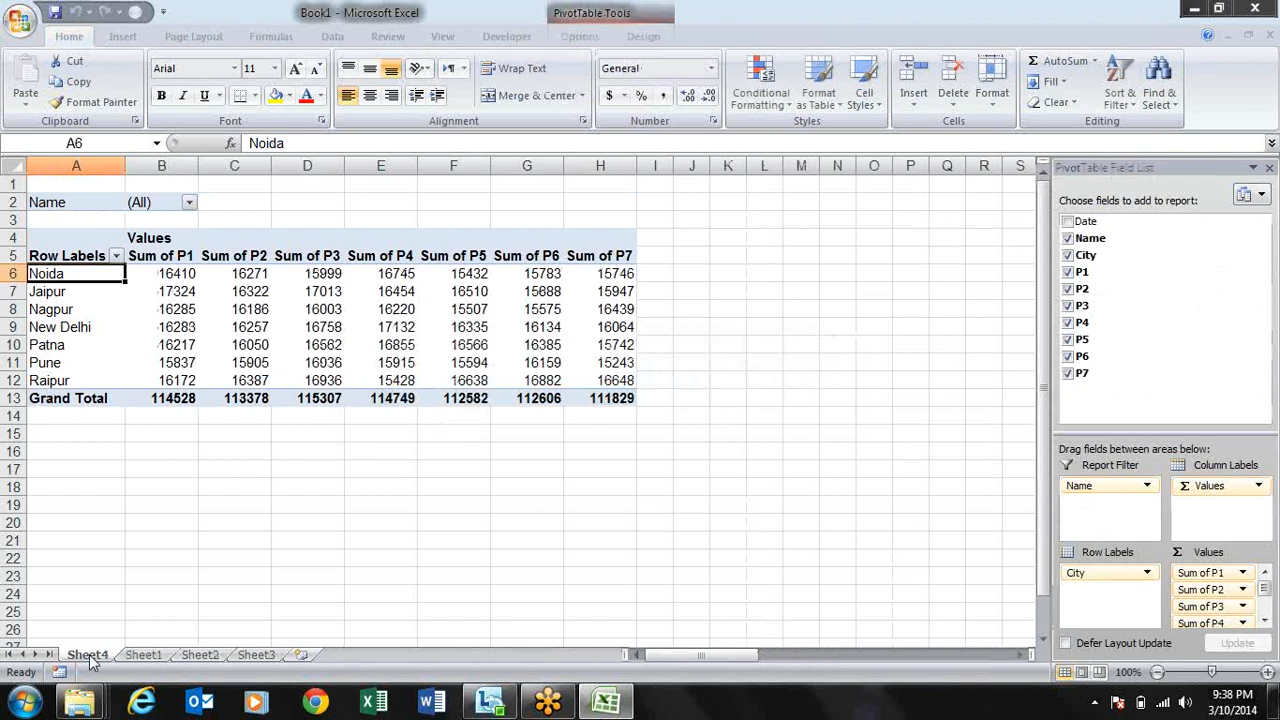 Book1 - Microsoft Excel
PivotTable Tools
Home Insert Page Layout Formulas Data Review View Developer Options Design
Paste
Cut
Copy
Format Painter
Clipboard
Arial 11
B I U
Font
Wrap Text
Merge & Center
Alignment
General
$ % ,
Number
Conditional Formatting
Format as Table
Cell Styles
Styles
Insert Delete Format
Cells
AutoSum
Fill
Clear
Sort & Filter
Find & Select
Editing
A6 fx Noida
A B C D E F G H I J K L M N O P Q R S
1
2 Name (All)
3
4 Values
5 Row Labels Sum of P1 Sum of P2 Sum of P3 Sum of P4 Sum of P5 Sum of P6 Sum of P7
6 Noida 16410 16271 15999 16745 16432 15783 15746
7 Jaipur 17324 16322 17013 16454 16510 15688 15947
8 Nagpur 16285 16186 16003 16220 15507 15575 16439
9 New Delhi 16283 16257 16758 17132 16335 16134 16064
10 Patna 16217 16050 16562 16855 16566 16385 15742
11 Pune 15837 15905 16036 15915 15594 16159 15243
12 Raipur 16172 16387 16936 15428 16638 16882 16648
13 Grand Total 114528 113378 115307 114749 112582 112606 111829
14
15
16
17
18
19
20
21
22
23
24
25
26
27
PivotTable Field List
Choose fields to add to report:
Date
Name
City
P1
P2
P3
P4
P5
P6
P7
Drag fields between areas below:
Report Filter Column Labels
Name Σ Values
Row Labels Σ Values
City Sum of P1
Sum of P2
Sum of P3
Sum of P4
Defer Layout Update Update
Sheet4 Sheet1 Sheet2 Sheet3
Ready 100%
9:38 PM
3/10/2014